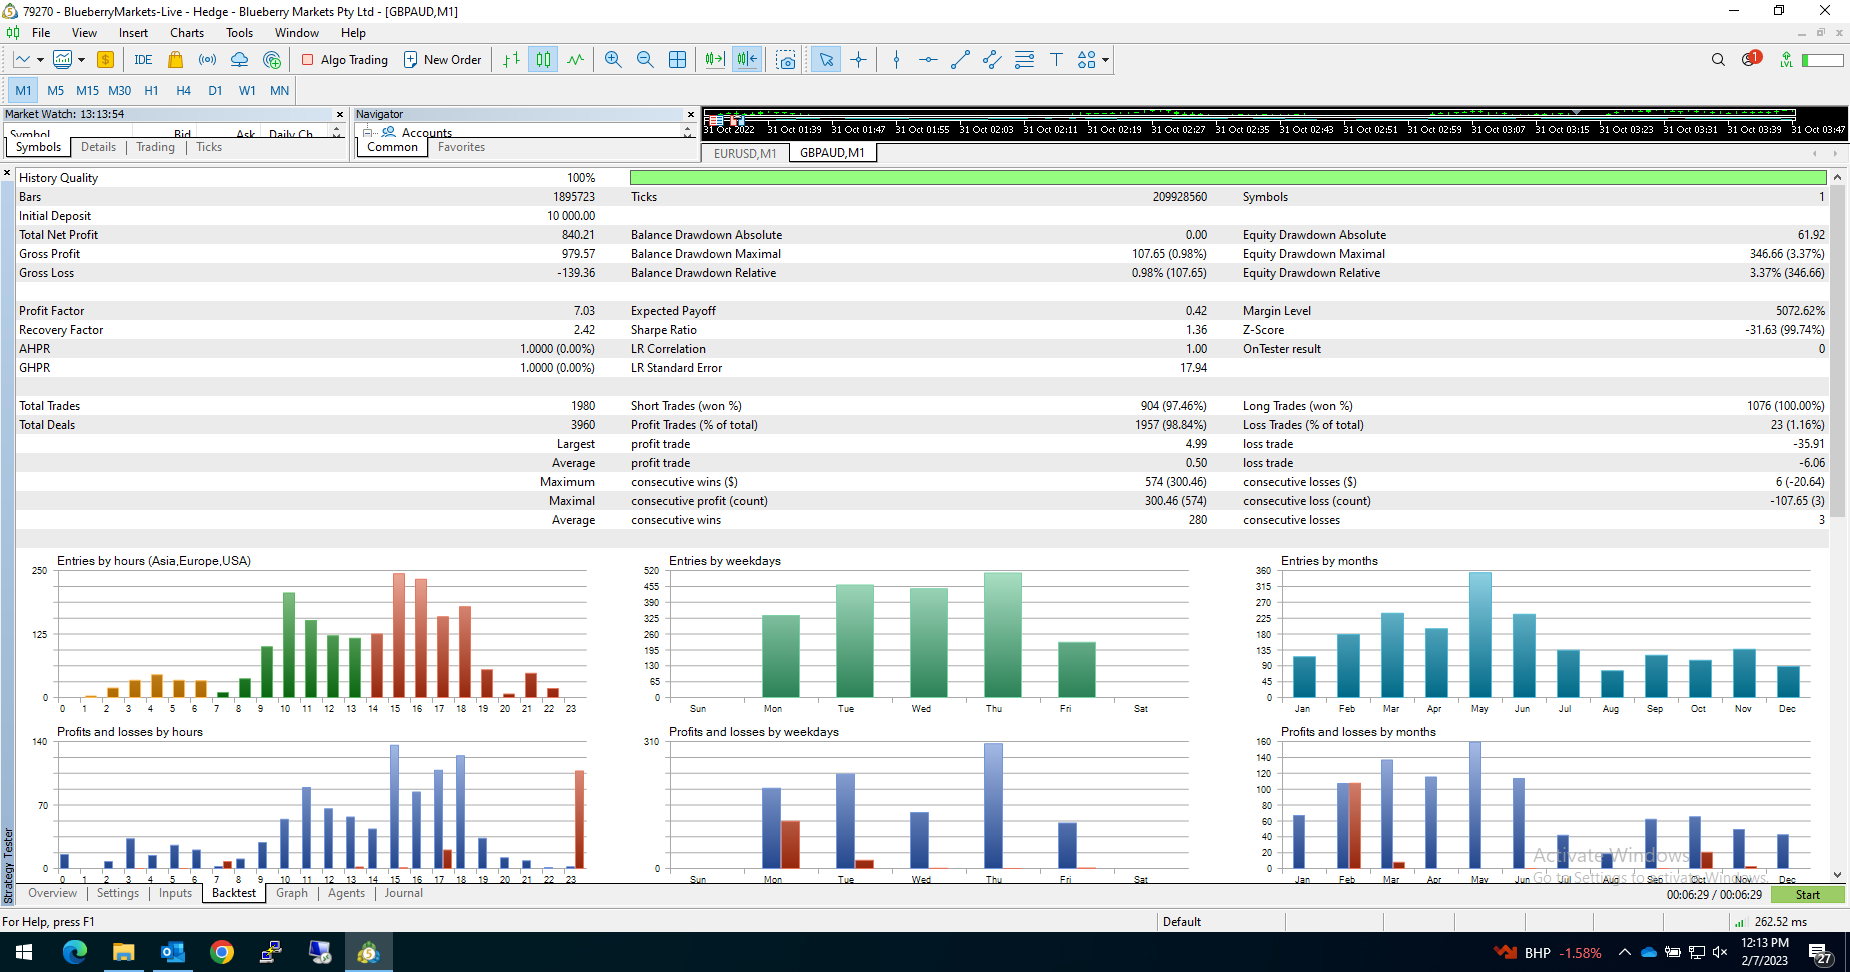 79270 - BlueberryMarkets-Live - Hedge - Blueberry Markets Pty Ltd - [GBPAUD,M1]
File View Insert Charts Tools Window Help
IDE Algo Trading New Order 1 LVL
M1 M5 M15 M30 H1 H4 D1 W1 MN
Market Watch: 13:13:54
Symbol Bid Ask Daily Ch...
Symbols Details Trading Ticks
Navigator
Accounts
Common Favorites
31 Oct 2022 31 Oct 01:39 31 Oct 01:47 31 Oct 01:55 31 Oct 02:03 31 Oct 02:11 31 Oct 02:19 31 Oct 02:27 31 Oct 02:35 31 Oct 02:43 31 Oct 02:51 31 Oct 02:59 31 Oct 03:07 31 Oct 03:15 31 Oct 03:23 31 Oct 03:31 31 Oct 03:39 31 Oct 03:47
EURUSD,M1 GBPAUD,M1
History Quality 100%
Bars 1895723 Ticks 209928560 Symbols 1
Initial Deposit 10 000.00
Total Net Profit 840.21 Balance Drawdown Absolute 0.00 Equity Drawdown Absolute 61.92
Gross Profit 979.57 Balance Drawdown Maximal 107.65 (0.98%) Equity Drawdown Maximal 346.66 (3.37%)
Gross Loss -139.36 Balance Drawdown Relative 0.98% (107.65) Equity Drawdown Relative 3.37% (346.66)
Profit Factor 7.03 Expected Payoff 0.42 Margin Level 5072.62%
Recovery Factor 2.42 Sharpe Ratio 1.36 Z-Score -31.63 (99.74%)
AHPR 1.0000 (0.00%) LR Correlation 1.00 OnTester result 0
GHPR 1.0000 (0.00%) LR Standard Error 17.94
Total Trades 1980 Short Trades (won %) 904 (97.46%) Long Trades (won %) 1076 (100.00%)
Total Deals 3960 Profit Trades (% of total) 1957 (98.84%) Loss Trades (% of total) 23 (1.16%)
Largest profit trade 4.99 loss trade -35.91
Average profit trade 0.50 loss trade -6.06
Maximum consecutive wins ($) 574 (300.46) consecutive losses ($) 6 (-20.64)
Maximal consecutive profit (count) 300.46 (574) consecutive loss (count) -107.65 (3)
Average consecutive wins 280 consecutive losses 3
Entries by hours (Asia,Europe,USA)
250
125
0
0 1 2 3 4 5 6 7 8 9 10 11 12 13 14 15 16 17 18 19 20 21 22 23
Entries by weekdays
520
455
390
325
260
195
130
65
0
Sun Mon Tue Wed Thu Fri Sat
Entries by months
360
315
270
225
180
135
90
45
0
Jan Feb Mar Apr May Jun Jul Aug Sep Oct Nov Dec
Profits and losses by hours
140
70
0
0 1 2 3 4 5 6 7 8 9 10 11 12 13 14 15 16 17 18 19 20 21 22 23
Profits and losses by weekdays
310
0
Sun Mon Tue Wed Thu Fri Sat
Profits and losses by months
160
140
120
100
80
60
40
20
0
Jan Feb Mar Apr May Jun Jul Aug Sep Oct Nov Dec
Activate Windows
Go to Settings to activate Windows.
Strategy Tester
Overview Settings Inputs Backtest Graph Agents Journal 00:06:29 / 00:06:29 Start
For Help, press F1 Default 262.52 ms
BHP -1.58% 12:13 PM
2/7/2023
27